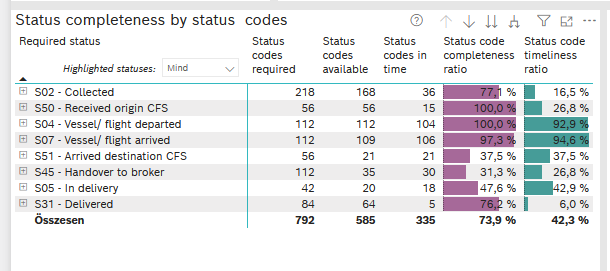 Status completeness by status codes
Required status
Status codes required
Status codes available
Status codes in time
Status code completeness ratio
Status code timeliness ratio
Highlighted statuses: Mind
S02 - Collected 218 168 36 77,1 % 16,5 %
S50 - Received origin CFS 56 56 15 100,0 % 26,8 %
S04 - Vessel/ flight departed 112 112 104 100,0 % 92,9 %
S07 - Vessel/ flight arrived 112 109 106 97,3 % 94,6 %
S51 - Arrived destination CFS 56 21 21 37,5 % 37,5 %
S45 - Handover to broker 112 35 30 31,3 % 26,8 %
S05 - In delivery 42 20 18 47,6 % 42,9 %
S31 - Delivered 84 64 5 76,2 % 6,0 %
Összesen 792 585 335 73,9 % 42,3 %